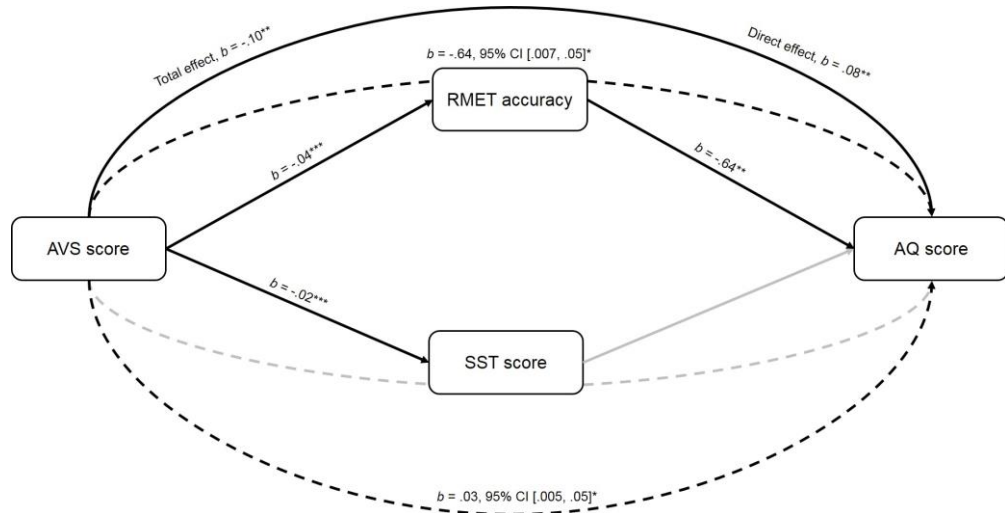 Total effect, b = -.10**
Direct effect, b = .08**
b = -.64, 95% CI [.007, .05]*
RMET accuracy
b = -.04***
b = -.64**
AVS score
AQ score
b = -.02***
SST score
b = .03, 95% CI [.005, .05]*